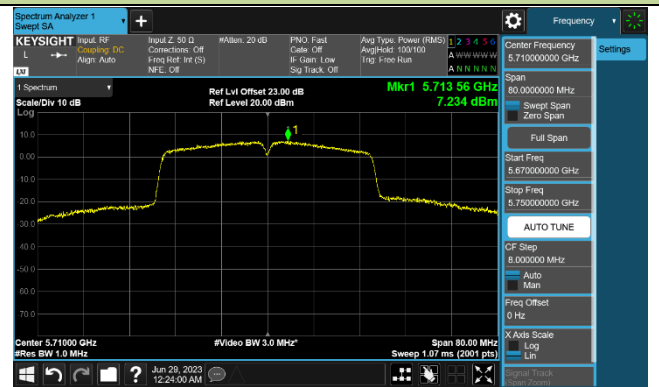 Spectrum Analyzer 1
Swept SA
+
Frequency
KEYSIGHT
L
LXI
Input: RF
Coupling: DC
Align: Auto
Input Z: 50 Ω
Corrections: Off
Freq Ref: Int (S)
NFE: Off
#Atten: 20 dB
PNO: Fast
Gate: Off
IF Gain: Low
Sig Track: Off
Avg Type: Power (RMS)
Avg|Hold: 100/100
Trig: Free Run
1 2 3 4 5 6
A W W W W W
A N N N N N
Center Frequency
5.710000000 GHz
Settings
Span
80.0000000 MHz
Swept Span
Zero Span
Full Span
Start Freq
5.670000000 GHz
Stop Freq
5.750000000 GHz
AUTO TUNE
CF Step
8.000000 MHz
Auto
Man
Freq Offset
0 Hz
X Axis Scale
Log
Lin
Signal Track
(Span Zoom)
1 Spectrum
Scale/Div 10 dB
Log
Ref Lvl Offset 23.00 dB
Ref Level 20.00 dBm
Mkr1 5.713 56 GHz
7.234 dBm
1
10.0
0.00
-10.0
-20.0
-30.0
-40.0
-50.0
-60.0
-70.0
Center 5.71000 GHz
#Res BW 1.0 MHz
#Video BW 3.0 MHz*
Span 80.00 MHz
Sweep 1.07 ms (2001 pts)
?
Jun 29, 2023
12:24:00 AM